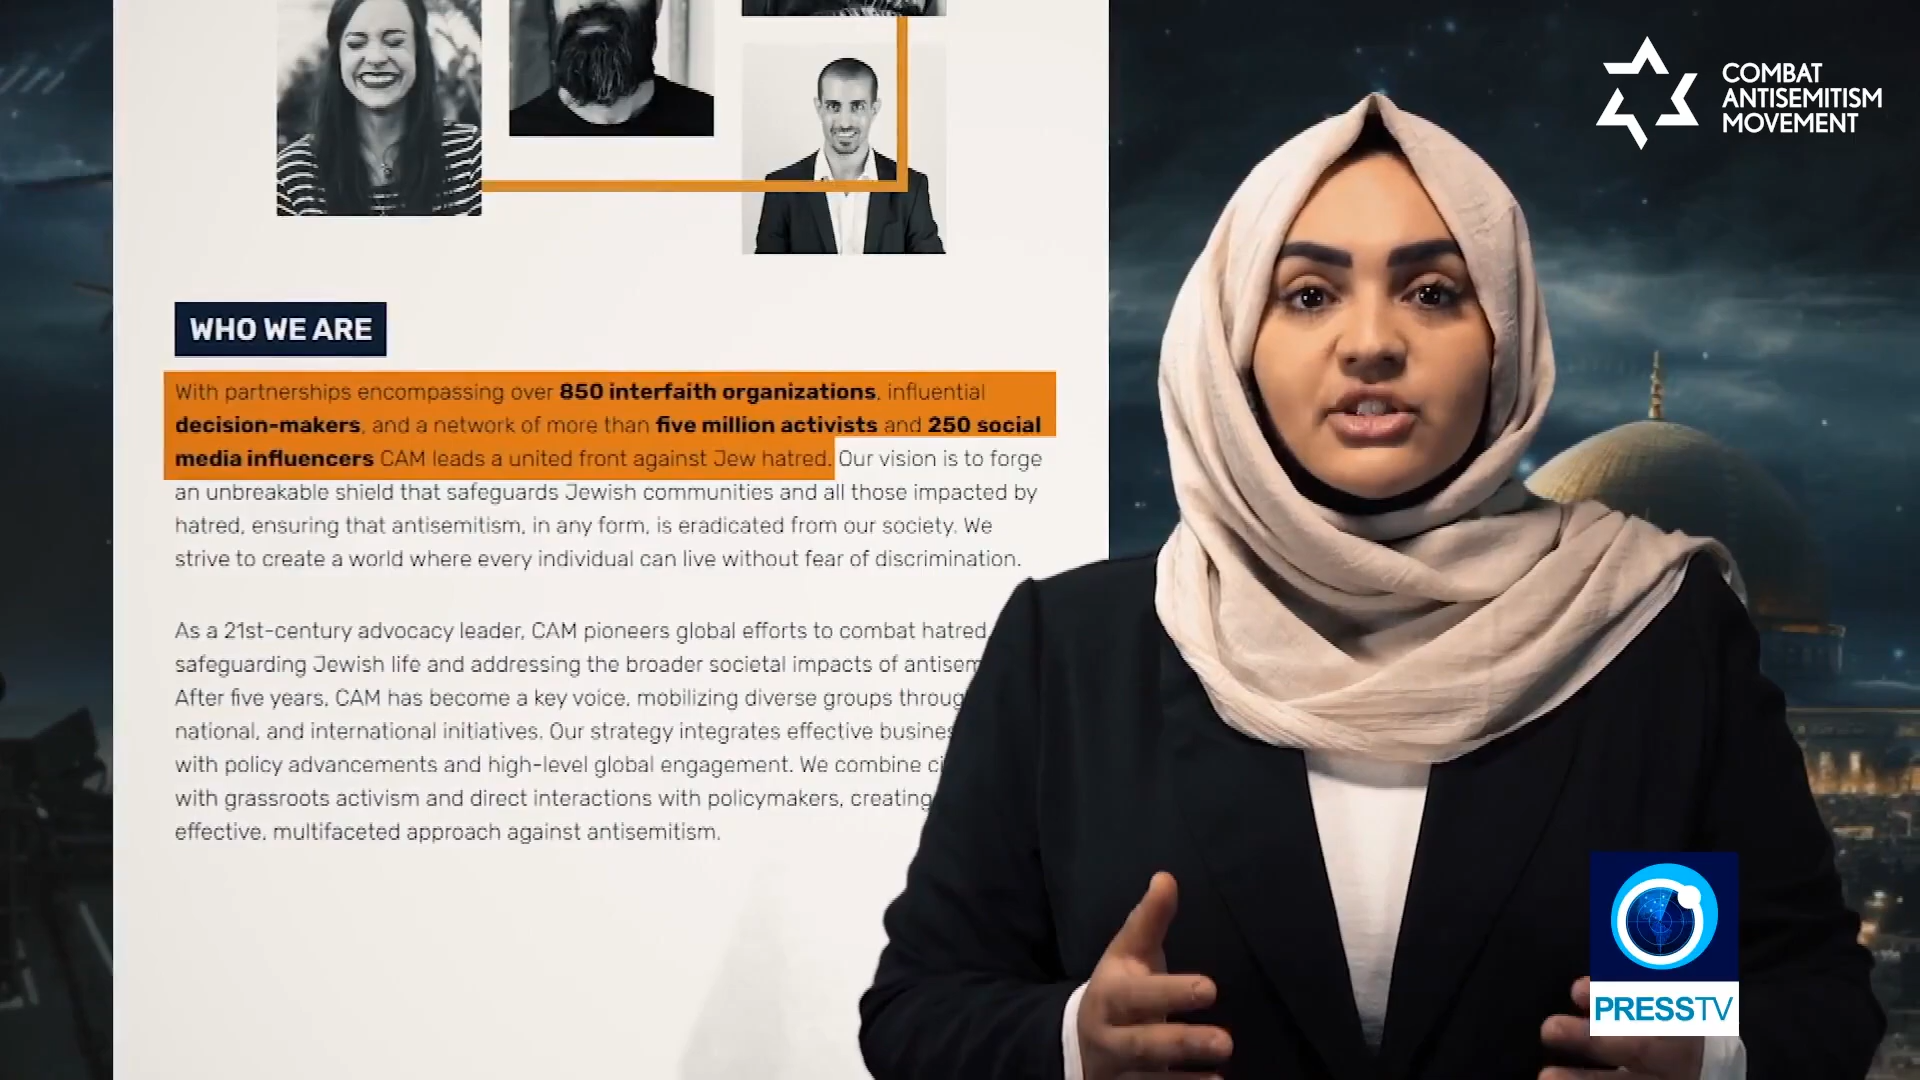 COMBAT
ANTISEMITISM
MOVEMENT
WHO WE ARE
With partnerships encompassing over 850 interfaith organizations, influential
decision-makers, and a network of more than five million activists and 250 social
media influencers CAM leads a united front against Jew hatred. Our vision is to forge
an unbreakable shield that safeguards Jewish communities and all those impacted by
hatred, ensuring that antisemitism, in any form, is eradicated from our society. We
strive to create a world where every individual can live without fear of discrimination.
As a 21st-century advocacy leader, CAM pioneers global efforts to combat hatred,
safeguarding Jewish life and addressing the broader societal impacts of antisem
After five years, CAM has become a key voice, mobilizing diverse groups throug
national, and international initiatives. Our strategy integrates effective busines
with policy advancements and high-level global engagement. We combine ci
with grassroots activism and direct interactions with policymakers, creating
effective, multifaceted approach against antisemitism.
PRESSTV